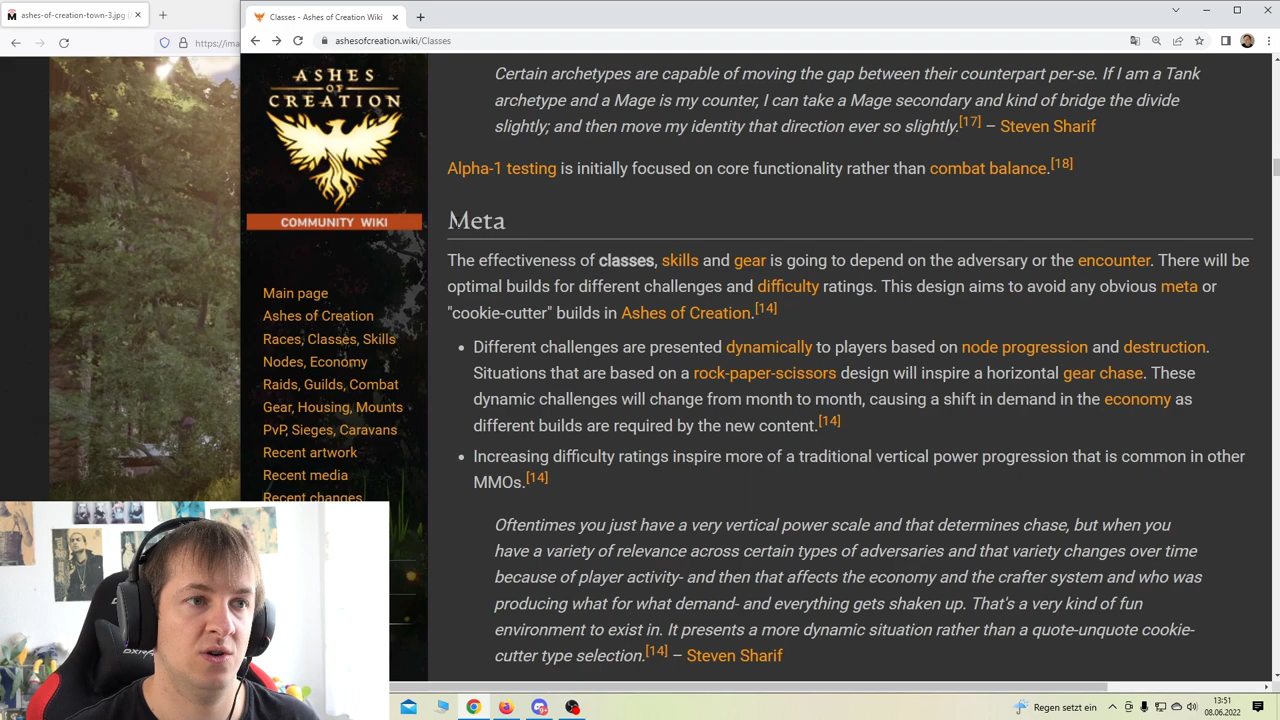 ashes-of-creation-town-3.jpg (
Classes - Ashes of Creation Wiki
https://ima
ashesofcreation.wiki/Classes
ASHES
OF
CREATION
COMMUNITY WIKI
Main page
Ashes of Creation
Races, Classes, Skills
Nodes, Economy
Raids, Guilds, Combat
Gear, Housing, Mounts
PvP, Sieges, Caravans
Recent artwork
Recent media
Recent changes
Certain archetypes are capable of moving the gap between their counterpart per-se. If I am a Tank
archetype and a Mage is my counter, I can take a Mage secondary and kind of bridge the divide
slightly; and then move my identity that direction ever so slightly.[17] – Steven Sharif
Alpha-1 testing is initially focused on core functionality rather than combat balance.[18]
Meta
The effectiveness of classes, skills and gear is going to depend on the adversary or the encounter. There will be
optimal builds for different challenges and difficulty ratings. This design aims to avoid any obvious meta or
"cookie-cutter" builds in Ashes of Creation.[14]
• Different challenges are presented dynamically to players based on node progression and destruction.
Situations that are based on a rock-paper-scissors design will inspire a horizontal gear chase. These
dynamic challenges will change from month to month, causing a shift in demand in the economy as
different builds are required by the new content.[14]
• Increasing difficulty ratings inspire more of a traditional vertical power progression that is common in other
MMOs.[14]
Oftentimes you just have a very vertical power scale and that determines chase, but when you
have a variety of relevance across certain types of adversaries and that variety changes over time
because of player activity- and then that affects the economy and the crafter system and who was
producing what for what demand- and everything gets shaken up. That's a very kind of fun
environment to exist in. It presents a more dynamic situation rather than a quote-unquote cookie-
cutter type selection.[14] – Steven Sharif
Regen setzt ein
13:51
08.06.2022